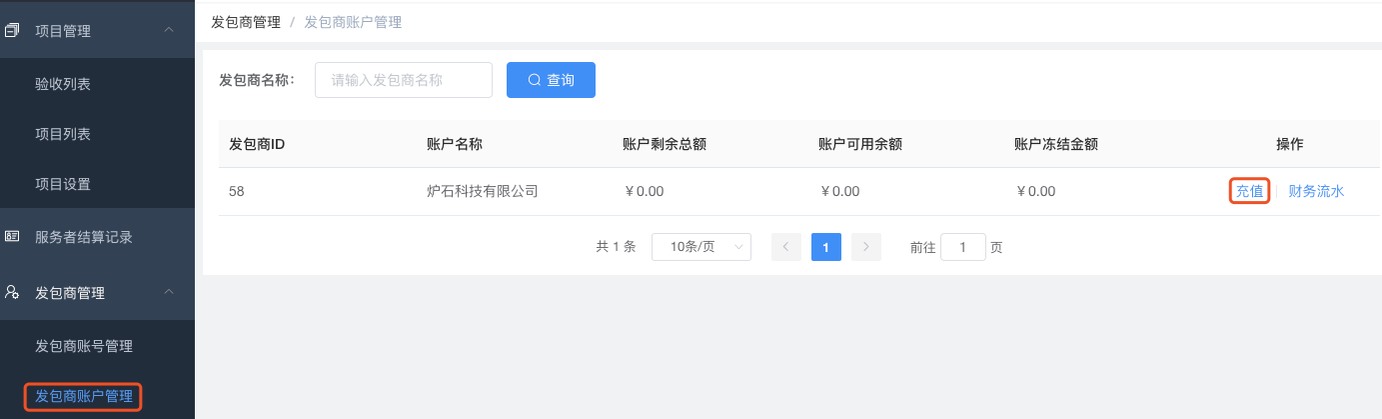 项目管理
验收列表
项目列表
项目设置
服务者结算记录
发包商管理
发包商账号管理
发包商账户管理
发包商管理 / 发包商账户管理
发包商名称: 请输入发包商名称 查询
发包商ID 账户名称 账户剩余总额 账户可用余额 账户冻结金额 操作
58 炉石科技有限公司 ￥0.00 ￥0.00 ￥0.00 充值 财务流水
共 1 条 10条/页 1 前往 1 页